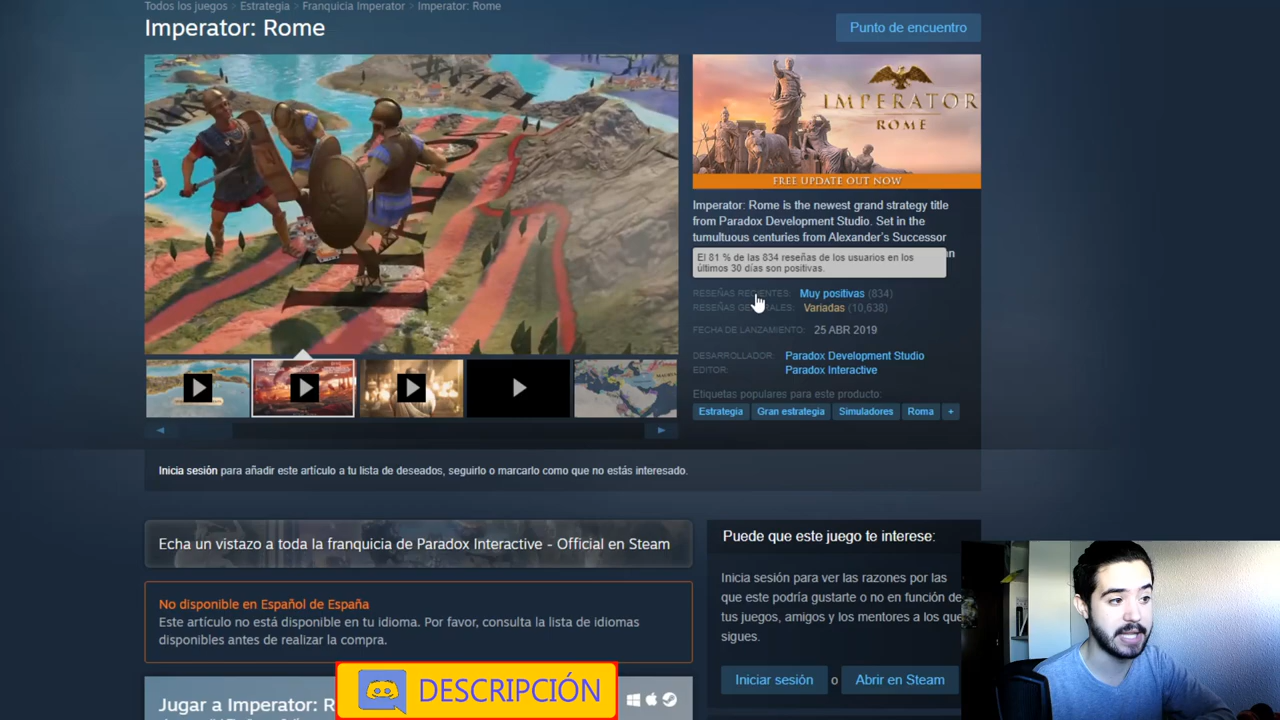 Todos los juegos > Estrategia > Franquicia Imperator > Imperator: Rome
Imperator: Rome
Punto de encuentro
IMPERATOR
ROME
FREE UPDATE OUT NOW
Imperator: Rome is the newest grand strategy title
from Paradox Development Studio. Set in the
tumultuous centuries from Alexander's Successor
El 81 % de las 834 reseñas de los usuarios en los
últimos 30 días son positivas.
RESEÑAS RECIENTES: Muy positivas (834)
RESEÑAS GENERALES: Variadas (10,638)
FECHA DE LANZAMIENTO: 25 ABR 2019
DESARROLLADOR: Paradox Development Studio
EDITOR: Paradox Interactive
Etiquetas populares para este producto:
Estrategia Gran estrategia Simuladores Roma +
Inicia sesión para añadir este artículo a tu lista de deseados, seguirlo o marcarlo como que no estás interesado.
Echa un vistazo a toda la franquicia de Paradox Interactive - Official en Steam
No disponible en Español de España
Este artículo no está disponible en tu idioma. Por favor, consulta la lista de idiomas
disponibles antes de realizar la compra.
Jugar a Imperator: R
DESCRIPCIÓN
Puede que este juego te interese:
Inicia sesión para ver las razones por las
que este podría gustarte o no en función de
tus juegos, amigos y los mentores a los que
sigues.
Iniciar sesión o Abrir en Steam